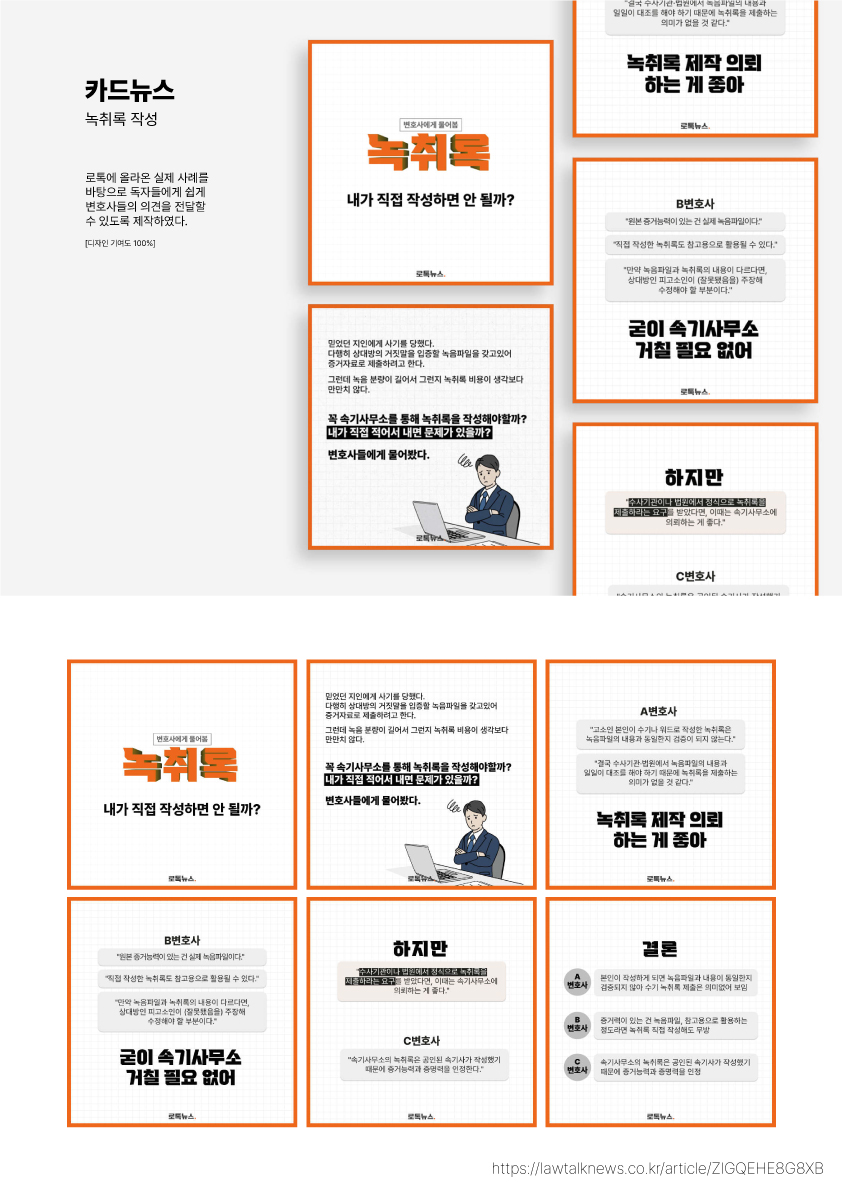 카드뉴스
녹취록 작성
로톡에 올라온 실제 사례를
바탕으로 독자들에게 쉽게
변호사들의 의견을 전달할
수 있도록 제작하였다.
[디자인 기여도 100%]
변호사에게 물어봄
녹취록
내가 직접 작성하면 안 될까?
로톡뉴스.
믿었던 지인에게 사기를 당했다.
다행히 상대방의 거짓말을 입증할 녹음파일을 갖고있어
증거자료로 제출하려고 한다.
그런데 녹음 분량이 길어서 그런지 녹취록 비용이 생각보다
만만치 않다.
꼭 속기사무소를 통해 녹취록을 작성해야할까?
내가 직접 적어서 내면 문제가 있을까?
변호사들에게 물어봤다.
로톡뉴스.
"결국 수사기관·법원에서 녹음파일의 내용과
일일이 대조를 해야 하기 때문에 녹취록을 제출하는
의미가 없을 것 같다."
녹취록 제작 의뢰
하는 게 좋아
로톡뉴스.
B변호사
"원본 증거능력이 있는 건 실제 녹음파일이다."
"직접 작성한 녹취록도 참고용으로 활용될 수 있다."
"만약 녹음파일과 녹취록의 내용이 다르다면,
상대방인 피고소인이 (잘못됐음을) 주장해
수정해야 할 부분이다."
굳이 속기사무소
거칠 필요 없어
로톡뉴스.
하지만
"수사기관이나 법원에서 정식으로 녹취록을
제출하라는 요구를 받았다면, 이때는 속기사무소에
의뢰하는 게 좋다."
C변호사
"속기사무소의 녹취록은 공인된 속기사가 작성했기
변호사에게 물어봄
녹취록
내가 직접 작성하면 안 될까?
로톡뉴스.
믿었던 지인에게 사기를 당했다.
다행히 상대방의 거짓말을 입증할 녹음파일을 갖고있어
증거자료로 제출하려고 한다.
그런데 녹음 분량이 길어서 그런지 녹취록 비용이 생각보다
만만치 않다.
꼭 속기사무소를 통해 녹취록을 작성해야할까?
내가 직접 적어서 내면 문제가 있을까?
변호사들에게 물어봤다.
로톡뉴스.
A변호사
"고소인 본인이 수기나 워드로 작성한 녹취록은
녹음파일의 내용과 동일한지 검증이 되지 않는다."
"결국 수사기관·법원에서 녹음파일의 내용과
일일이 대조를 해야 하기 때문에 녹취록을 제출하는
의미가 없을 것 같다."
녹취록 제작 의뢰
하는 게 좋아
로톡뉴스.
B변호사
"원본 증거능력이 있는 건 실제 녹음파일이다."
"직접 작성한 녹취록도 참고용으로 활용될 수 있다."
"만약 녹음파일과 녹취록의 내용이 다르다면,
상대방인 피고소인이 (잘못됐음을) 주장해
수정해야 할 부분이다."
굳이 속기사무소
거칠 필요 없어
로톡뉴스.
하지만
"수사기관이나 법원에서 정식으로 녹취록을
제출하라는 요구를 받았다면, 이때는 속기사무소에
의뢰하는 게 좋다."
C변호사
"속기사무소의 녹취록은 공인된 속기사가 작성했기
때문에 증거능력과 증명력을 인정한다."
로톡뉴스.
결론
A
변호사
본인이 작성하게 되면 녹음파일과 내용이 동일한지
검증되지 않아 수기 녹취록 제출은 의미없어 보임
B
변호사
증거력이 있는 건 녹음파일, 참고용으로 활용하는
정도라면 녹취록 직접 작성해도 무방
C
변호사
속기사무소의 녹취록은 공인된 속기사가 작성했기
때문에 증거능력과 증명력을 인정
로톡뉴스.
https://lawtalknews.co.kr/article/ZIGQEHE8G8XB